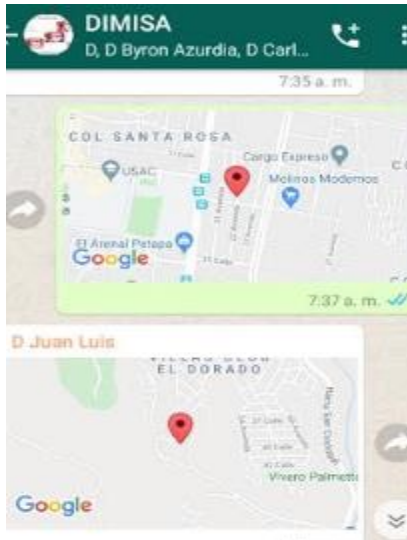 DIMISA
D, D Byron Azurdia, D Carl...
7:35 a. m.
COL SANTA ROSA
USAC
Cargo Expreso
Molinos Modernos
El Arenal Petapa
Google
7:37 a. m.
D Juan Luis
EL DORADO
Vivero Palmetto
Google